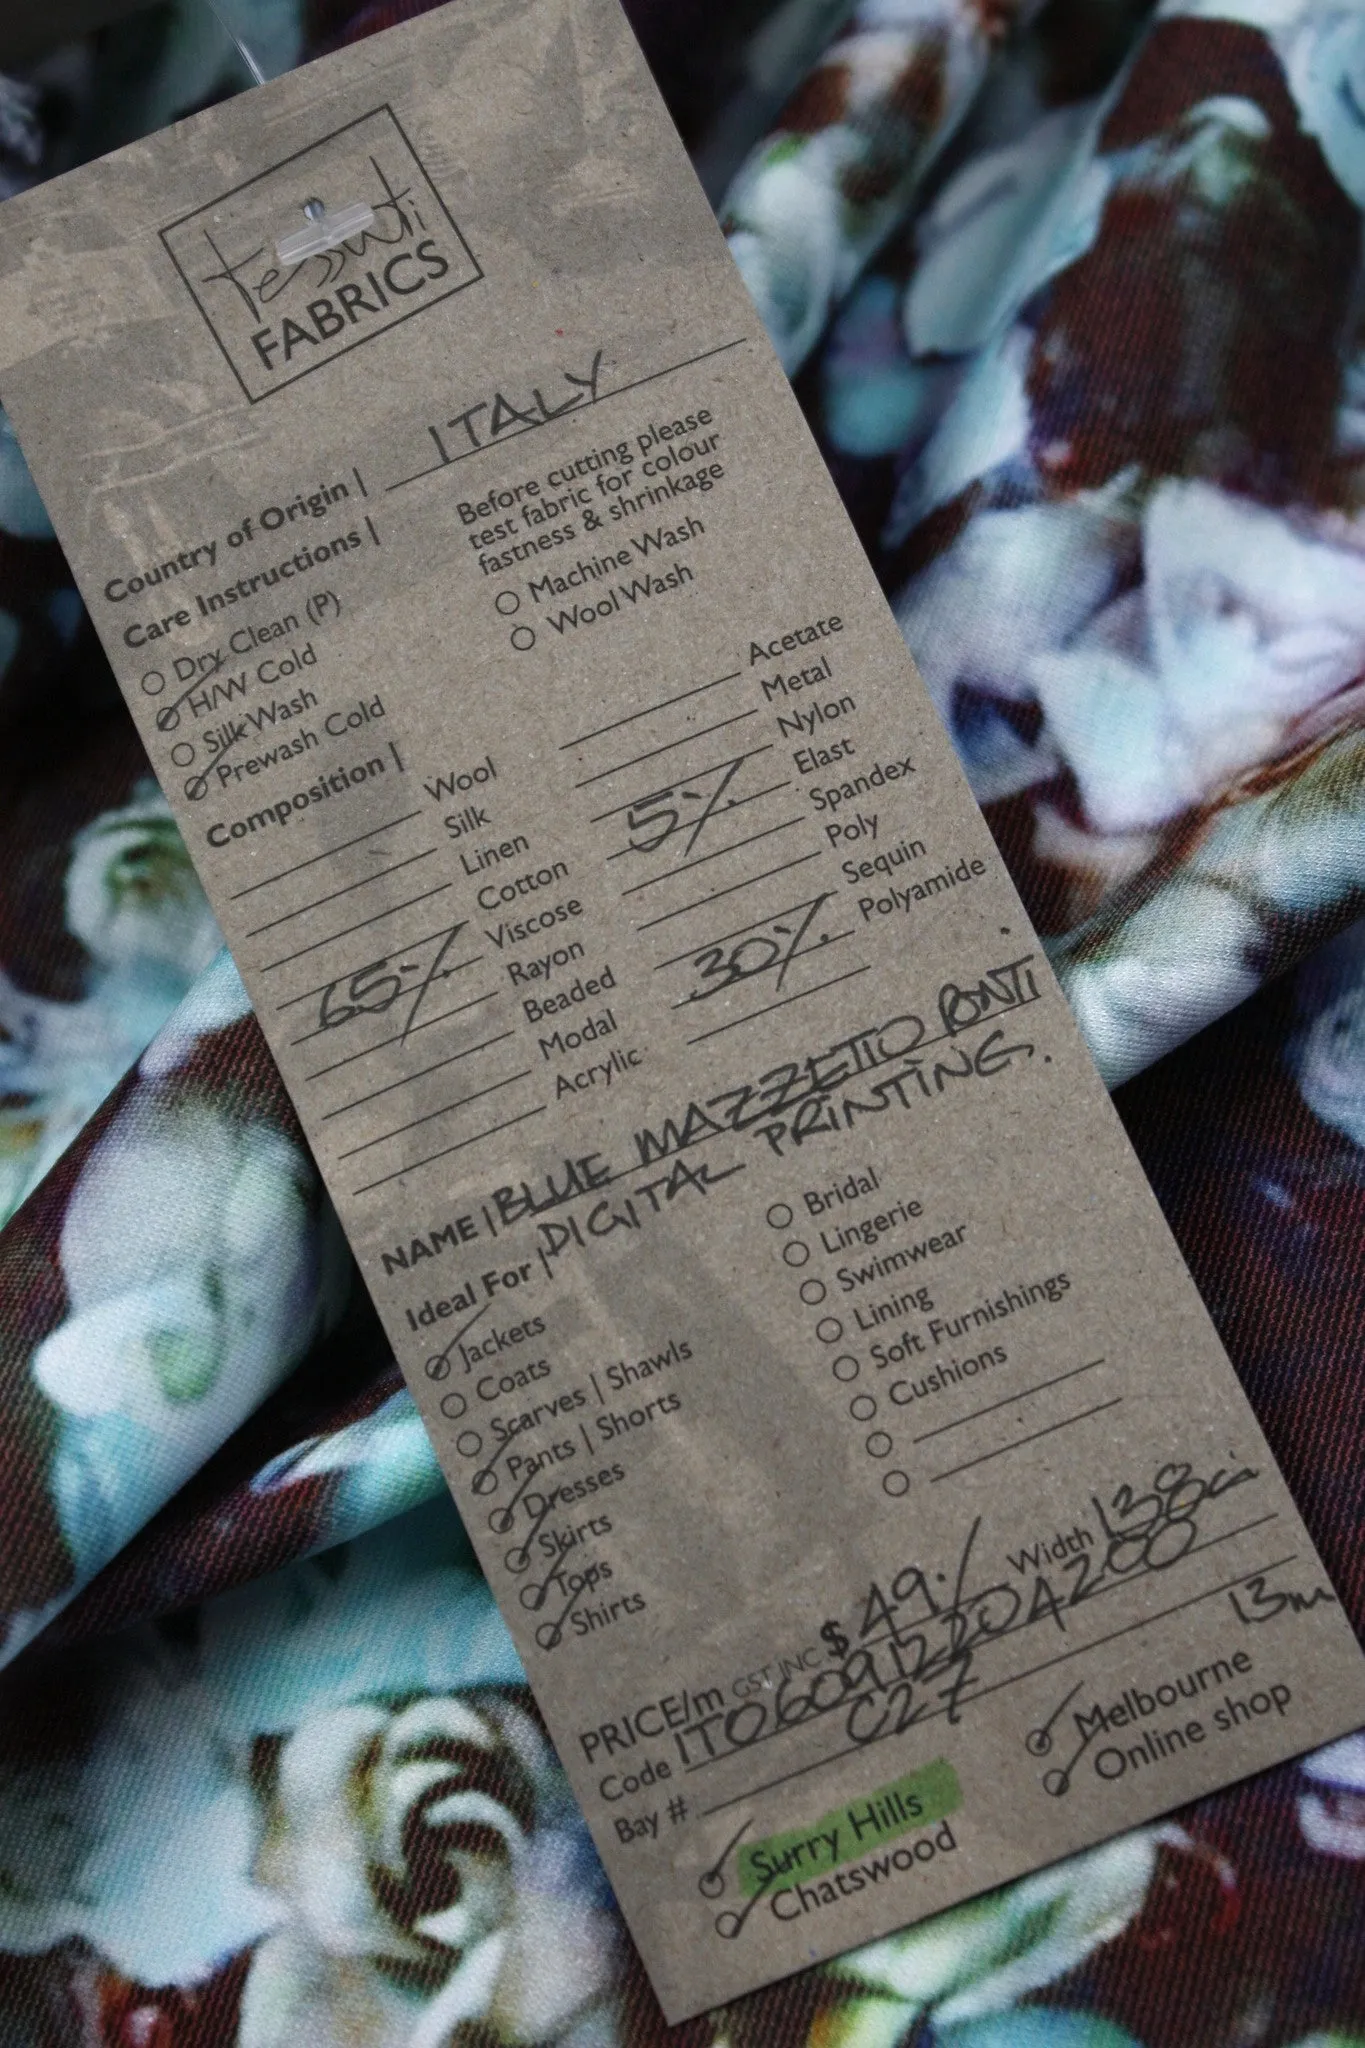 tessuti
FABRICS
Country of Origin | ITALY
Care Instructions |
Before cutting please
test fabric for colour
fastness & shrinkage
Dry Clean (P)
H/W Cold
Silk Wash
Prewash Cold
Machine Wash
Wool Wash
Composition |
Wool
Silk
Linen
Cotton
65% Viscose
Rayon
Beaded
Modal
Acrylic
Acetate
Metal
Nylon
5% Elast
Spandex
Poly
Sequin
30% Polyamide
NAME | BLUE MAZZETTO PONTI
DIGITAL PRINTING.
Ideal For |
Jackets
Coats
Scarves | Shawls
Pants | Shorts
Dresses
Skirts
Tops
Shirts
Bridal
Lingerie
Swimwear
Lining
Soft Furnishings
Cushions
PRICE/m GST INC $ 49./ Width 138cm
Code
Bay # C27 13m
Surry Hills
Chatswood
Melbourne
Online shop